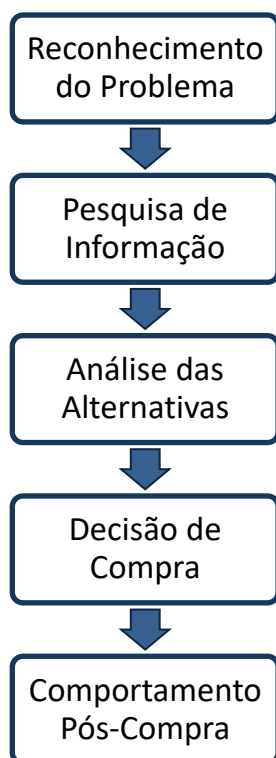 Reconhecimento
do Problema
Pesquisa de
Informação
Análise das
Alternativas
Decisão de
Compra
Comportamento
Pós-Compra